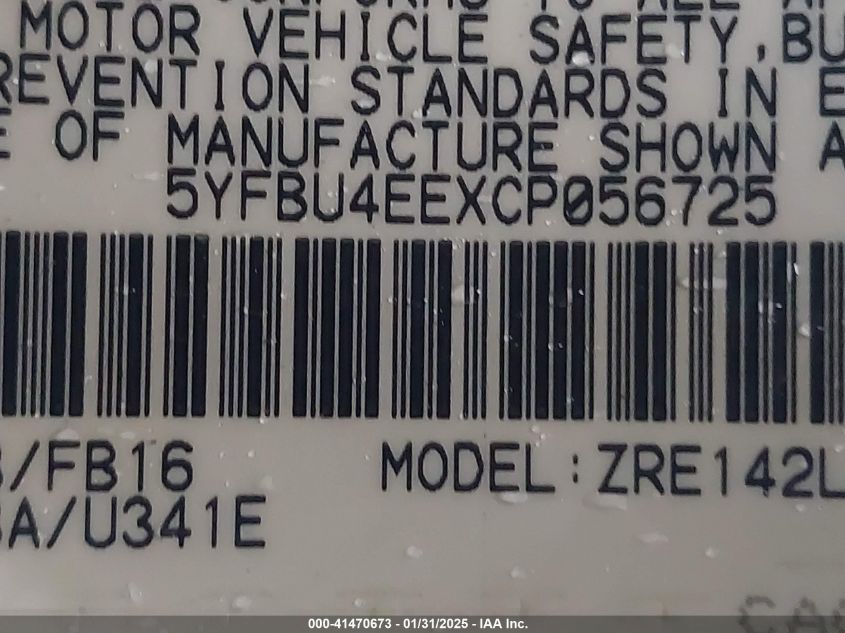 MOTOR VEHICLE SAFETY, BU
REVENTION STANDARDS IN E
E OF MANUFACTURE SHOWN A
5YFBU4EEXCP056725
/FB16 MODEL:ZRE142L
A/U341E
000-41470673 - 01/31/2025 - IAA Inc.